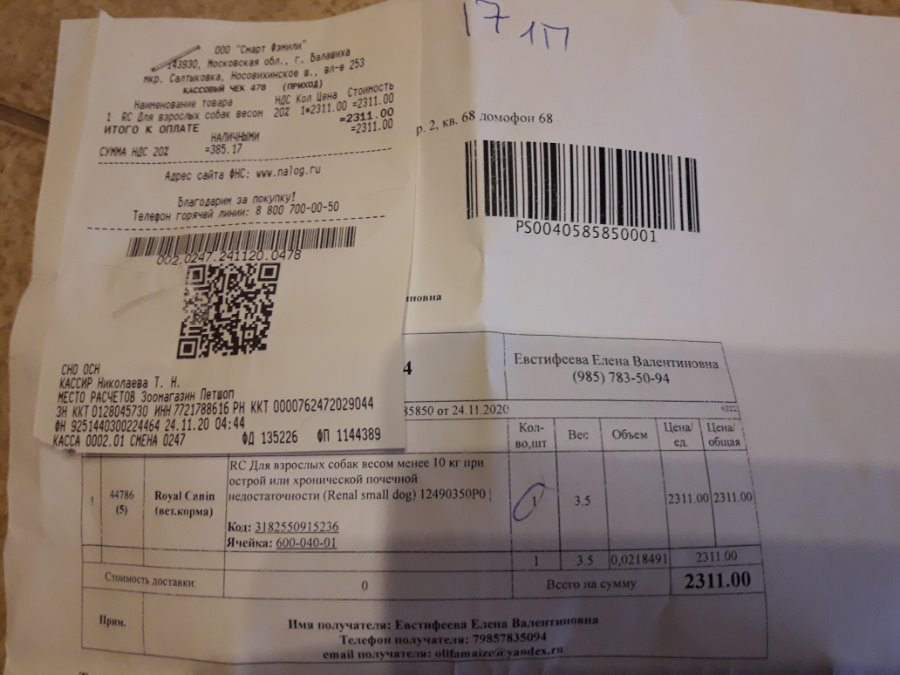 ООО "Смарт Фэмили"
143930, Московская обл., г. Балашиха
мкр. Салтыковка, Носовихинское ш., вл-е 253
КАССОВЫЙ ЧЕК 478 (ПРИХОД)
Наименование товара НДС Кол Цена Стоимость
1 RC Для взрослых собак весом 20% 1*2311.00 =2311.00
ИТОГО К ОПЛАТЕ =2311.00
НАЛИЧНЫМИ =2311.00
СУММА НДС 20% =385.17
Адрес сайта ФНС: www.nalog.ru
Благодарим за покупку!
Телефон горячей линии: 8 800 700-00-50
002.0247.241120.0478
СНО ОСН
КАССИР Николаева Т. Н.
МЕСТО РАСЧЕТОВ Зоомагазин Петшоп
ЗН ККТ 0128045730 ИНН 7721788616 РН ККТ 0000762472029044
ФН 9251440300224464 24.11.20 04:44
КАССА 0002.01 СМЕНА 0247 ФД 135226 ФП 1144389
17 1П
р. 2, кв. 68 домофон 68
PS0040585850001
иновна
4
Евстифеева Елена Валентиновна
(985) 783-50-94
85850 от 24.11.2020
Кол-во,шт Вес Объем Цена/ед. Цена/общая
1 44786 (5) Royal Canin (вет.корма) RC Для взрослых собак весом менее 10 кг при
острой или хронической почечной
недостаточности (Renal small dog) 12490350P0 1 3.5 2311.00 2311.00
Код: 3182550915236
Ячейка: 600-040-01
1 3.5 0,0218491 2311.00
Стоимость доставки: 0 Всего на сумму 2311.00
Прим.
Имя получателя: Евстифеева Елена Валентиновна
Телефон получателя: 79857835094
email получателя: ollfamaize@yandex.ru